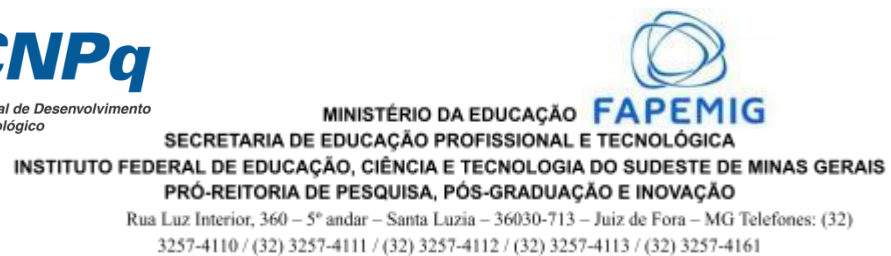 CNPq
al de Desenvolvimento
ológico
FAPEMIG
MINISTÉRIO DA EDUCAÇÃO
SECRETARIA DE EDUCAÇÃO PROFISSIONAL E TECNOLÓGICA
INSTITUTO FEDERAL DE EDUCAÇÃO, CIÊNCIA E TECNOLOGIA DO SUDESTE DE MINAS GERAIS
PRÓ-REITORIA DE PESQUISA, PÓS-GRADUAÇÃO E INOVAÇÃO
Rua Luz Interior, 360 – 5º andar – Santa Luzia – 36030-713 – Juiz de Fora – MG Telefones: (32)
3257-4110 / (32) 3257-4111 / (32) 3257-4112 / (32) 3257-4113 / (32) 3257-4161